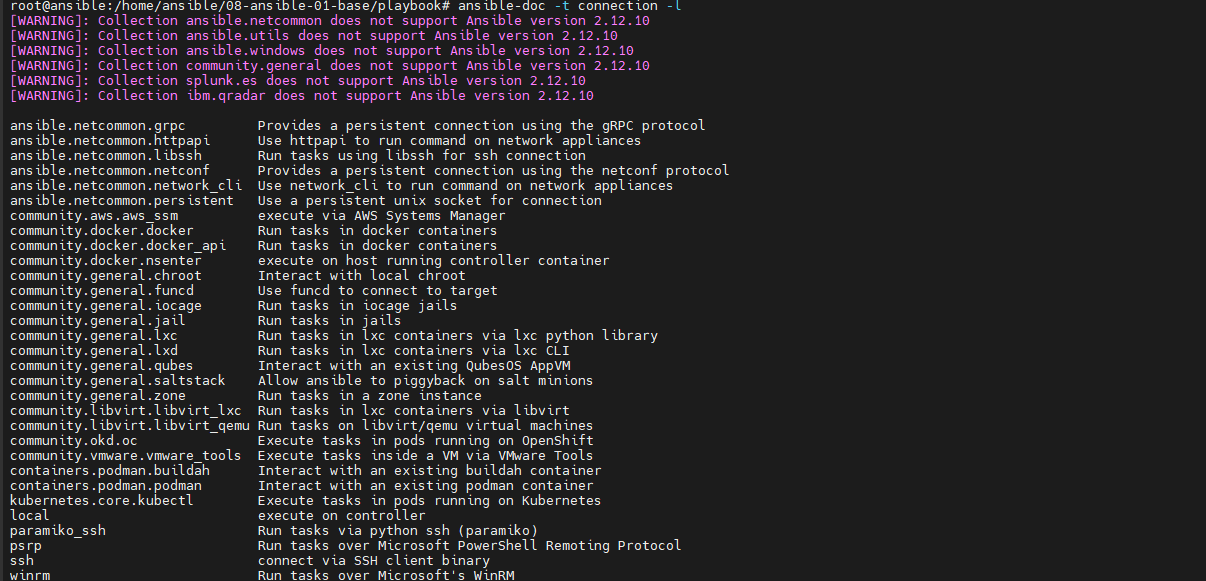 root@ansible:/home/ansible/08-ansible-01-base/playbook# ansible-doc -t connection -l
[WARNING]: Collection ansible.netcommon does not support Ansible version 2.12.10
[WARNING]: Collection ansible.utils does not support Ansible version 2.12.10
[WARNING]: Collection ansible.windows does not support Ansible version 2.12.10
[WARNING]: Collection community.general does not support Ansible version 2.12.10
[WARNING]: Collection splunk.es does not support Ansible version 2.12.10
[WARNING]: Collection ibm.qradar does not support Ansible version 2.12.10
ansible.netcommon.grpc Provides a persistent connection using the gRPC protocol
ansible.netcommon.httpapi Use httpapi to run command on network appliances
ansible.netcommon.libssh Run tasks using libssh for ssh connection
ansible.netcommon.netconf Provides a persistent connection using the netconf protocol
ansible.netcommon.network_cli Use network_cli to run command on network appliances
ansible.netcommon.persistent Use a persistent unix socket for connection
community.aws.aws_ssm execute via AWS Systems Manager
community.docker.docker Run tasks in docker containers
community.docker.docker_api Run tasks in docker containers
community.docker.nsenter execute on host running controller container
community.general.chroot Interact with local chroot
community.general.funcd Use funcd to connect to target
community.general.iocage Run tasks in iocage jails
community.general.jail Run tasks in jails
community.general.lxc Run tasks in lxc containers via lxc python library
community.general.lxd Run tasks in lxc containers via lxc CLI
community.general.qubes Interact with an existing QubesOS AppVM
community.general.saltstack Allow ansible to piggyback on salt minions
community.general.zone Run tasks in a zone instance
community.libvirt.libvirt_lxc Run tasks in lxc containers via libvirt
community.libvirt.libvirt_qemu Run tasks on libvirt/qemu virtual machines
community.okd.oc Execute tasks in pods running on OpenShift
community.vmware.vmware_tools Execute tasks inside a VM via VMware Tools
containers.podman.buildah Interact with an existing buildah container
containers.podman.podman Interact with an existing podman container
kubernetes.core.kubectl Execute tasks in pods running on Kubernetes
local execute on controller
paramiko_ssh Run tasks via python ssh (paramiko)
psrp Run tasks over Microsoft PowerShell Remoting Protocol
ssh connect via SSH client binary
winrm Run tasks over Microsoft's WinRM